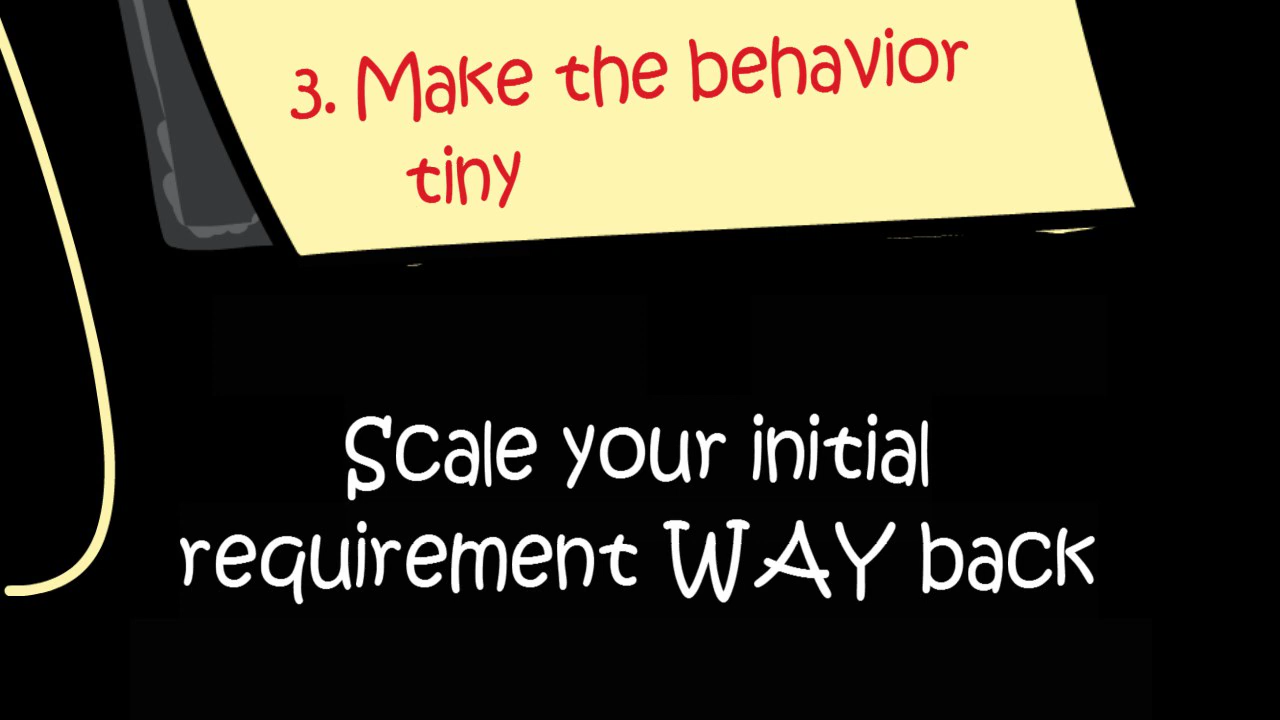 3. Make the behavior
tiny
Scale your initial
requirement WAY back